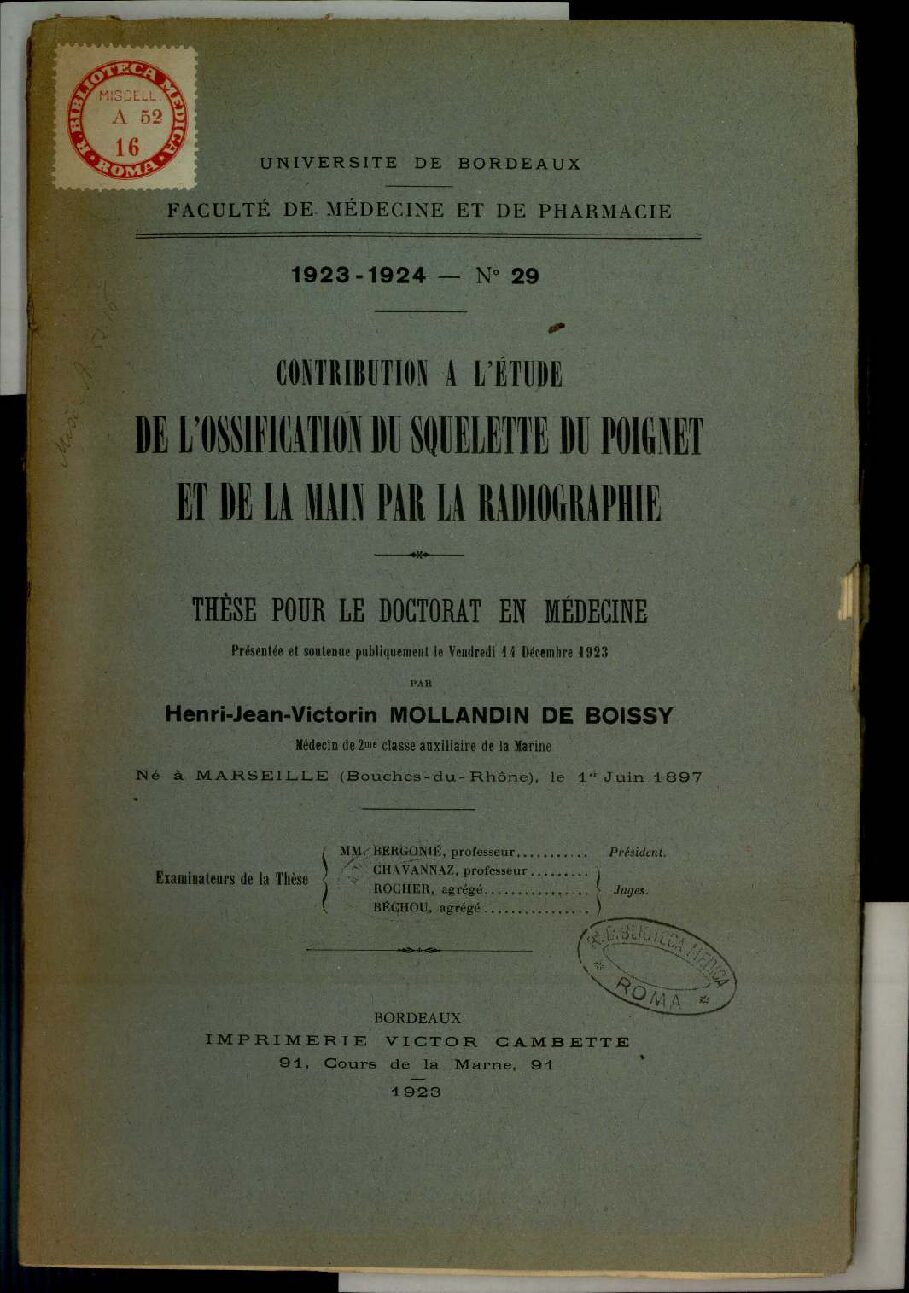 R. BIBLIOTECA MEDICA
MISCELL.
A 52
16
ROMA
UNIVERSITE DE BORDEAUX
FACULTÉ DE MÉDECINE ET DE PHARMACIE
1923-1924 — N° 29
CONTRIBUTION A L'ÉTUDE
DE L'OSSIFICATION DU SQUELETTE DU POIGNET
ET DE LA MAIN PAR LA RADIOGRAPHIE
THÈSE POUR LE DOCTORAT EN MÉDECINE
Présentée et soutenue publiquement le Vendredi 14 Décembre 1923
PAR
Henri-Jean-Victorin MOLLANDIN DE BOISSY
Médecin de 2me classe auxiliaire de la Marine
Né à MARSEILLE (Bouches-du-Rhône), le 1er Juin 1897
Examinateurs de la Thèse
MM. BERGONIÉ, professeur........... Président.
CHAVANNAZ, professeur.........
ROCHER, agrégé............... Juges.
BÉCHOU, agrégé...............
R. BIBLIOTECA MEDICA
ROMA
BORDEAUX
IMPRIMERIE VICTOR CAMBETTE
91, Cours de la Marne, 91
1923